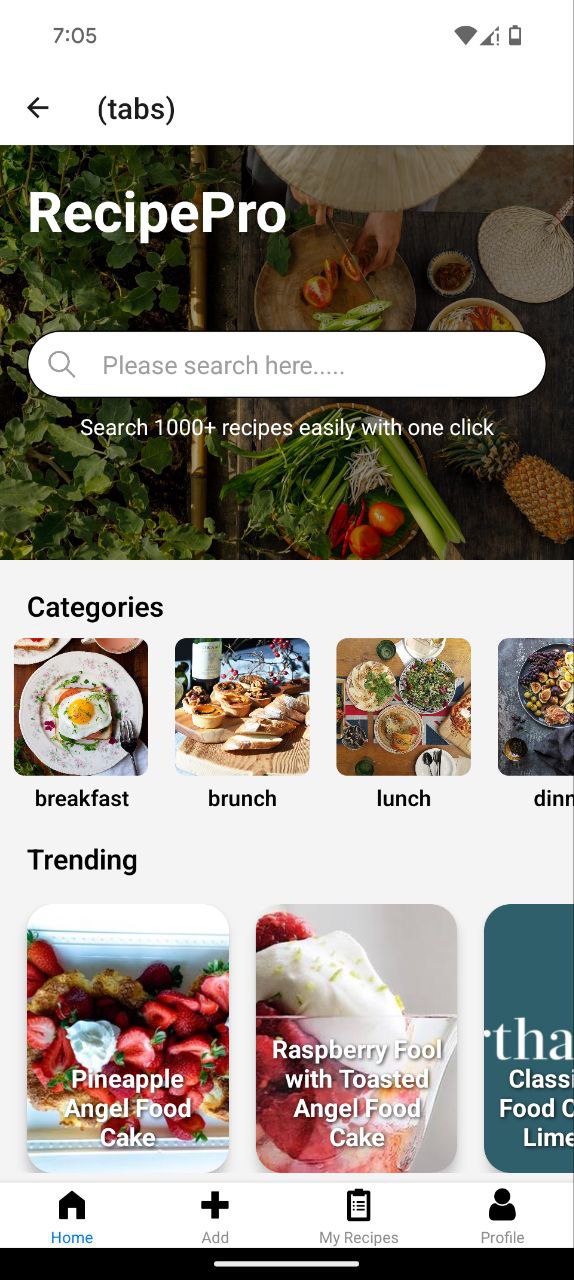 7:05
(tabs)
RecipePro
Please search here.....
Search 1000+ recipes easily with one click
Categories
breakfast
brunch
lunch
dinn
Trending
Pineapple
Angel Food
Cake
Raspberry Fool
with Toasted
Angel Food
Cake
rtha
Classi
Food C
Lime
Home
Add
My Recipes
Profile